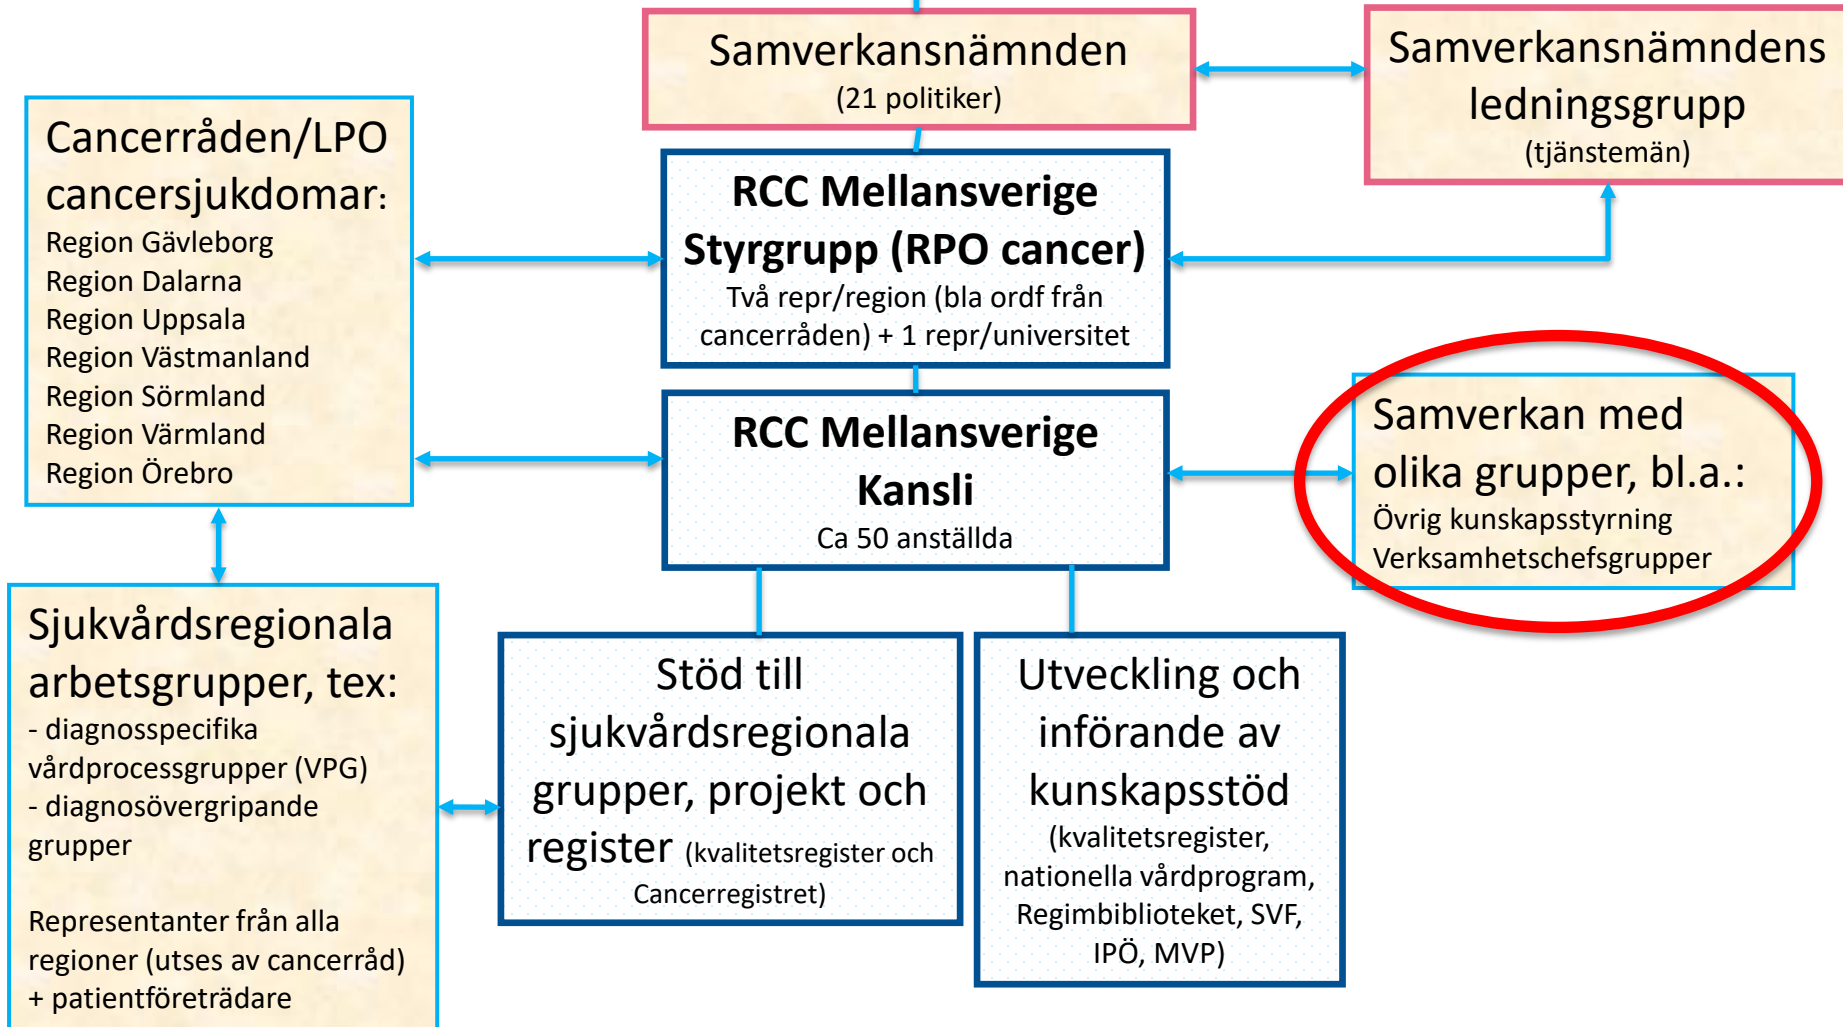 Samverkansnämnden
(21 politiker)
Samverkansnämndens
ledningsgrupp
(tjänstemän)
Cancerråden/LPO
cancersjukdomar:
Region Gävleborg
Region Dalarna
Region Uppsala
Region Västmanland
Region Sörmland
Region Värmland
Region Örebro
RCC Mellansverige
Styrgrupp (RPO cancer)
Två repr/region (bla ordf från
cancerråden) + 1 repr/universitet
RCC Mellansverige
Kansli
Ca 50 anställda
Samverkan med
olika grupper, bl.a.:
Övrig kunskapsstyrning
Verksamhetschefsgrupper
Sjukvårdsregionala
arbetsgrupper, tex:
- diagnosspecifika
vårdprocessgrupper (VPG)
- diagnosövergripande
grupper
Representanter från alla
regioner (utses av cancerråd)
+ patientföreträdare
Stöd till
sjukvårdsregionala
grupper, projekt och
register (kvalitetsregister och
Cancerregistret)
Utveckling och
införande av
kunskapsstöd
(kvalitetsregister,
nationella vårdprogram,
Regimbiblioteket, SVF,
IPÖ, MVP)